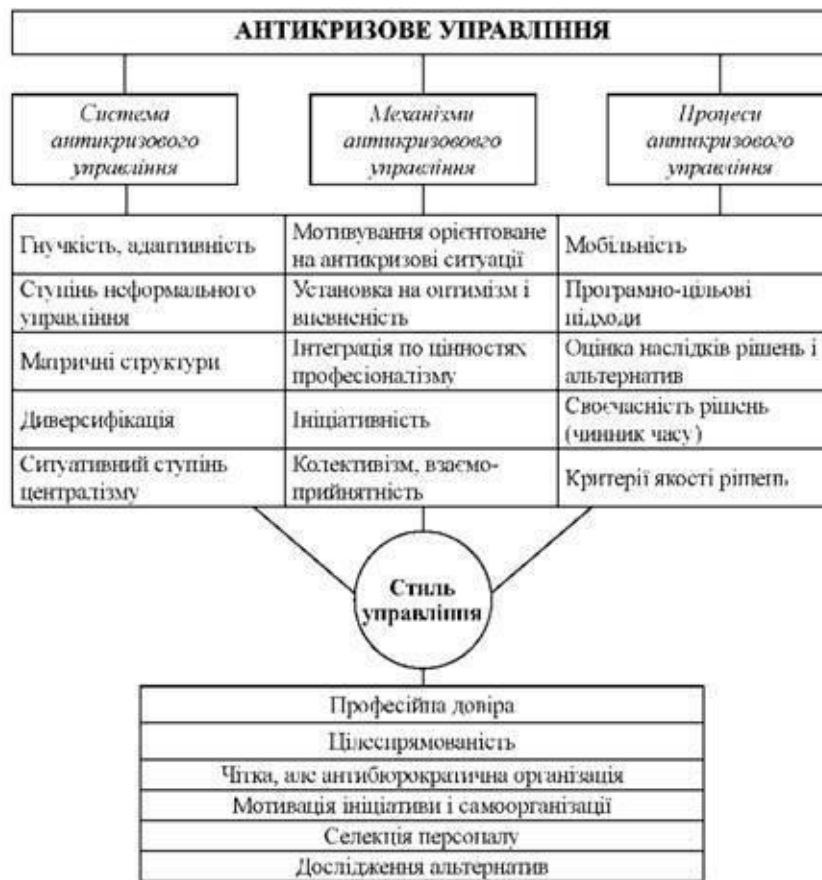 АНТИКРИЗОВЕ УПРАВЛІННЯ
Система
антикризового
управління
Механізми
антикризовового
управління
Процеси
антикризового
управління
Гнучкість, адаптивність
Мотивування орієнтоване
на антикризові ситуації
Мобільність
Ступінь неформального
управління
Установка на оптимізм і
впевненість
Програмно-цільові
підходи
Матричні структури
Інтеграція по цінностях
професіоналізму
Оцінка наслідків рішень і
альтернатив
Диверсифікація
Ініціативність
Своєчасність рішень
(чинник часу)
Ситуативний ступінь
централізму
Колективізм, взаємо-
прийнятність
Критерії якості рішень
Стиль
управління
Професійна довіра
Цілеспрямованість
Чітка, але антибюрократична організація
Мотивація ініціативи і самоорганізації
Селекція персоналу
Дослідження альтернатив